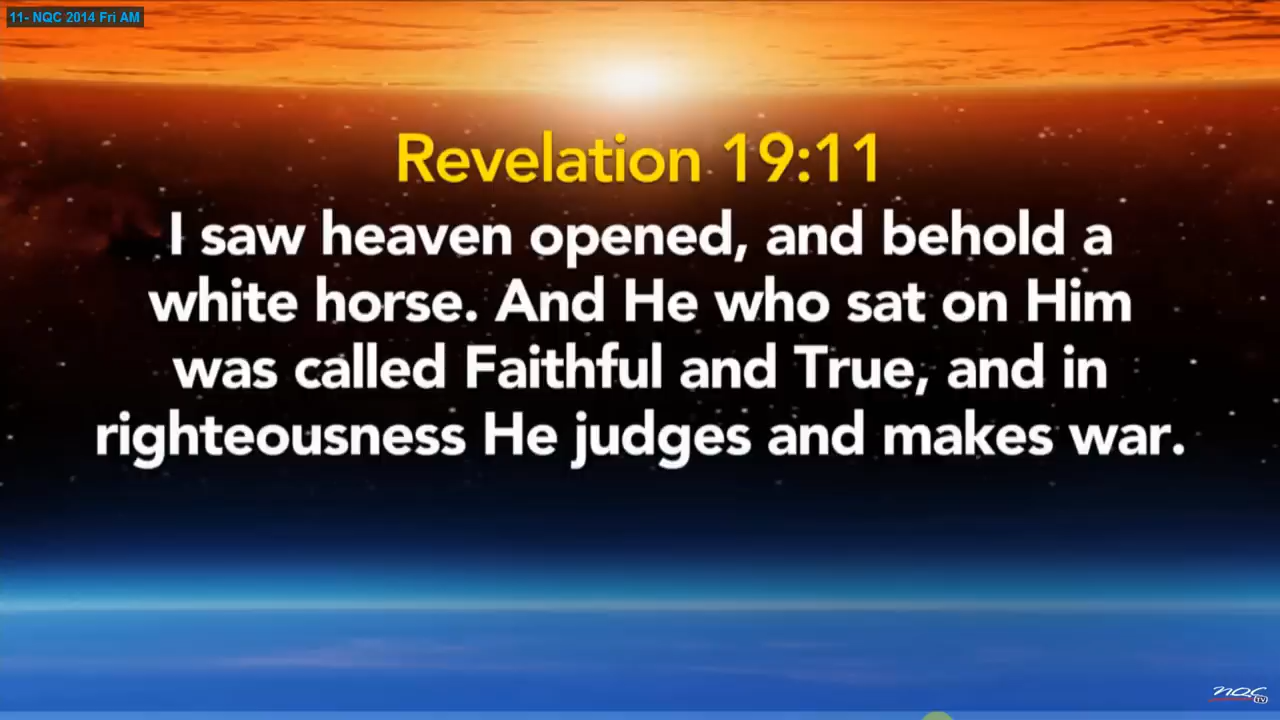 11- NQC 2014 Fri AM
Revelation 19:11
I saw heaven opened, and behold a
white horse. And He who sat on Him
was called Faithful and True, and in
righteousness He judges and makes war.
NQC TV